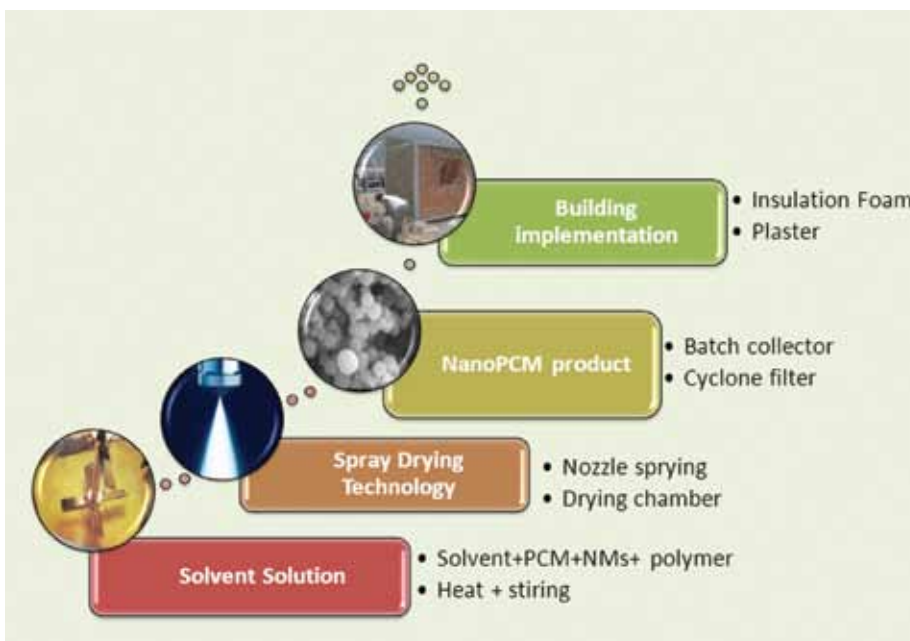 Building
implementation
• Insulation Foam
• Plaster
NanoPCM product
• Batch collector
• Cyclone filter
Spray Drying
Technology
• Nozzle sprying
• Drying chamber
Solvent Solution
• Solvent+PCM+NMs+ polymer
• Heat + stiring